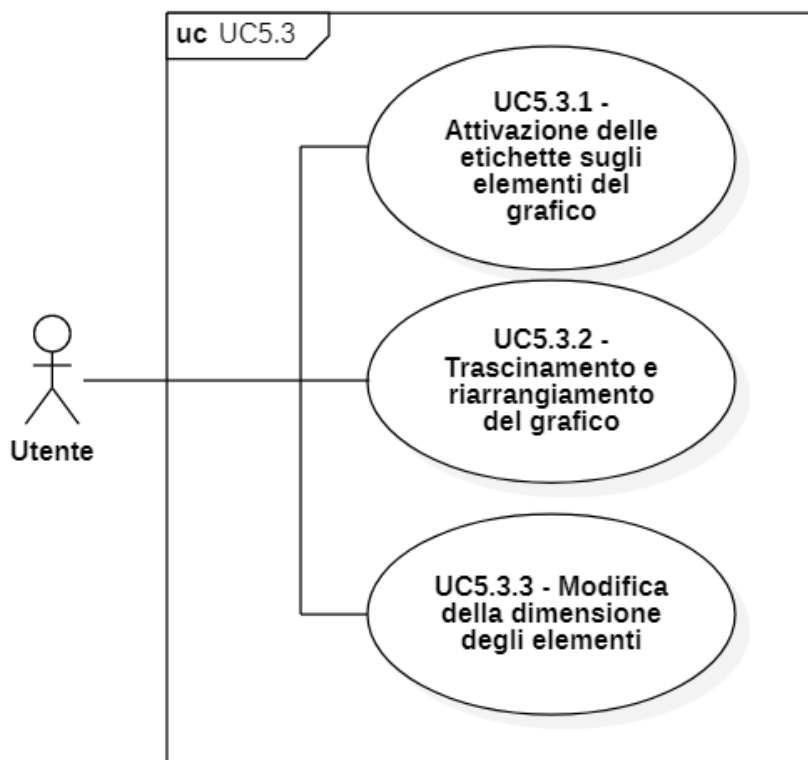 uc UC5.3
UC5.3.1 -
Attivazione delle
etichette sugli
elementi del
grafico
UC5.3.2 -
Trascinamento e
riarrangiamento
del grafico
Utente
UC5.3.3 - Modifica
della dimensione
degli elementi